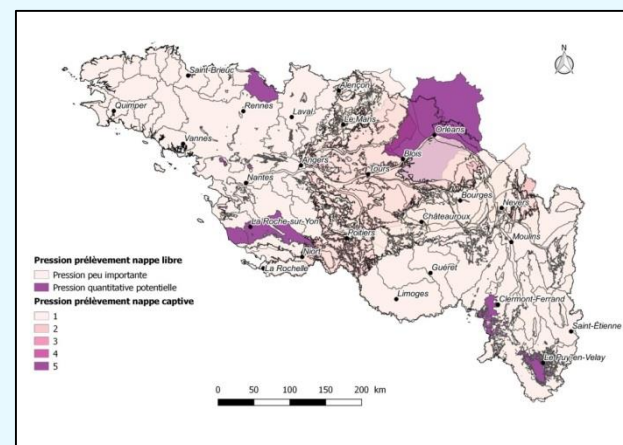 N
Saint-Brieuc
Alençon
Quimper
Rennes
Laval
Le Mans
Orléans
Vannes
Blois
Angers
Tours
Nantes
Bourges
Nevers
Châteauroux
La Roche-sur-Yon
Poitiers
Moulins
Niort
La Rochelle
Guéret
Limoges
Clermont-Ferrand
Saint-Étienne
Le Puy-en-Velay
Pression prélèvement nappe libre
Pression peu importante
Pression quantitative potentielle
Pression prélèvement nappe captive
1
2
3
4
5
0 50 100 150 200 km